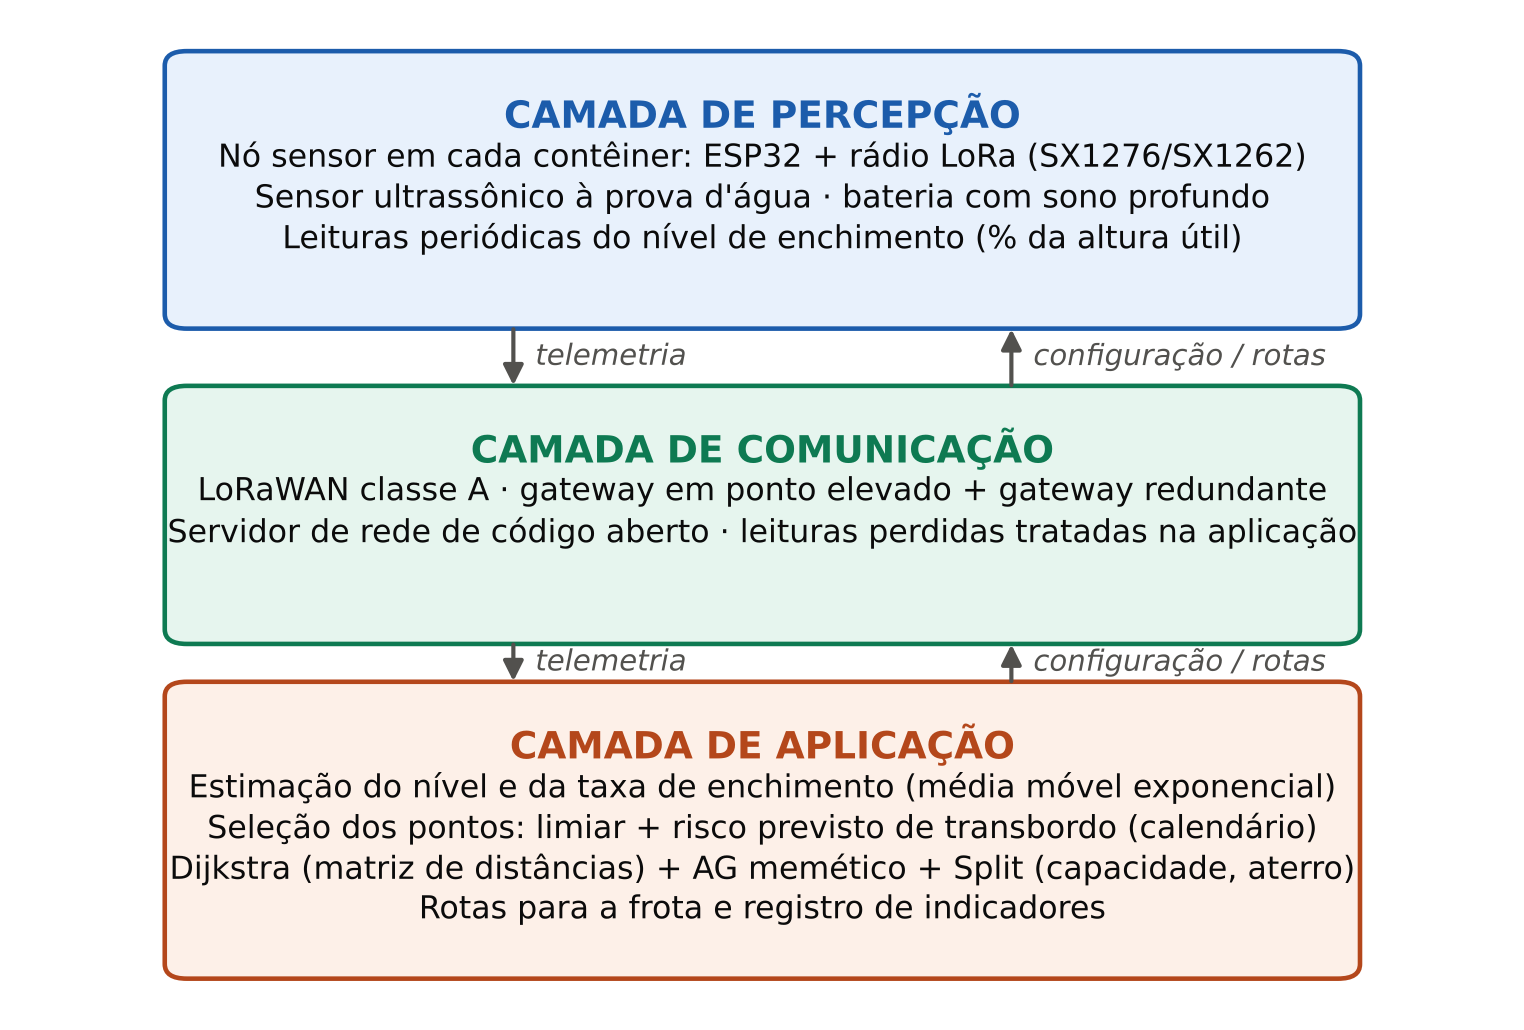 CAMADA DE PERCEPÇÃO
Nó sensor em cada contêiner: ESP32 + rádio LoRa (SX1276/SX1262)
Sensor ultrassônico à prova d'água · bateria com sono profundo
Leituras periódicas do nível de enchimento (% da altura útil)
telemetria
configuração / rotas
CAMADA DE COMUNICAÇÃO
LoRaWAN classe A · gateway em ponto elevado + gateway redundante
Servidor de rede de código aberto · leituras perdidas tratadas na aplicação
telemetria
configuração / rotas
CAMADA DE APLICAÇÃO
Estimação do nível e da taxa de enchimento (média móvel exponencial)
Seleção dos pontos: limiar + risco previsto de transbordo (calendário)
Dijkstra (matriz de distâncias) + AG memético + Split (capacidade, aterro)
Rotas para a frota e registro de indicadores